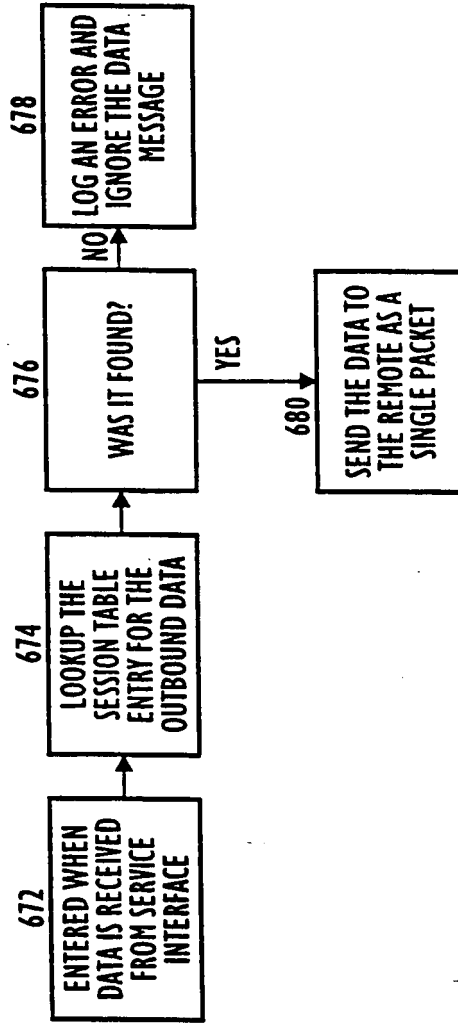 672
ENTERED WHEN
DATA IS RECEIVED
FROM SERVICE
INTERFACE
674
LOOKUP THE
SESSION TABLE
ENTRY FOR THE
OUTBOUND DATA
676
WAS IT FOUND?
NO
678
LOG AN ERROR AND
IGNORE THE DATA
MESSAGE
YES
680
SEND THE DATA TO
THE REMOTE AS A
SINGLE PACKET